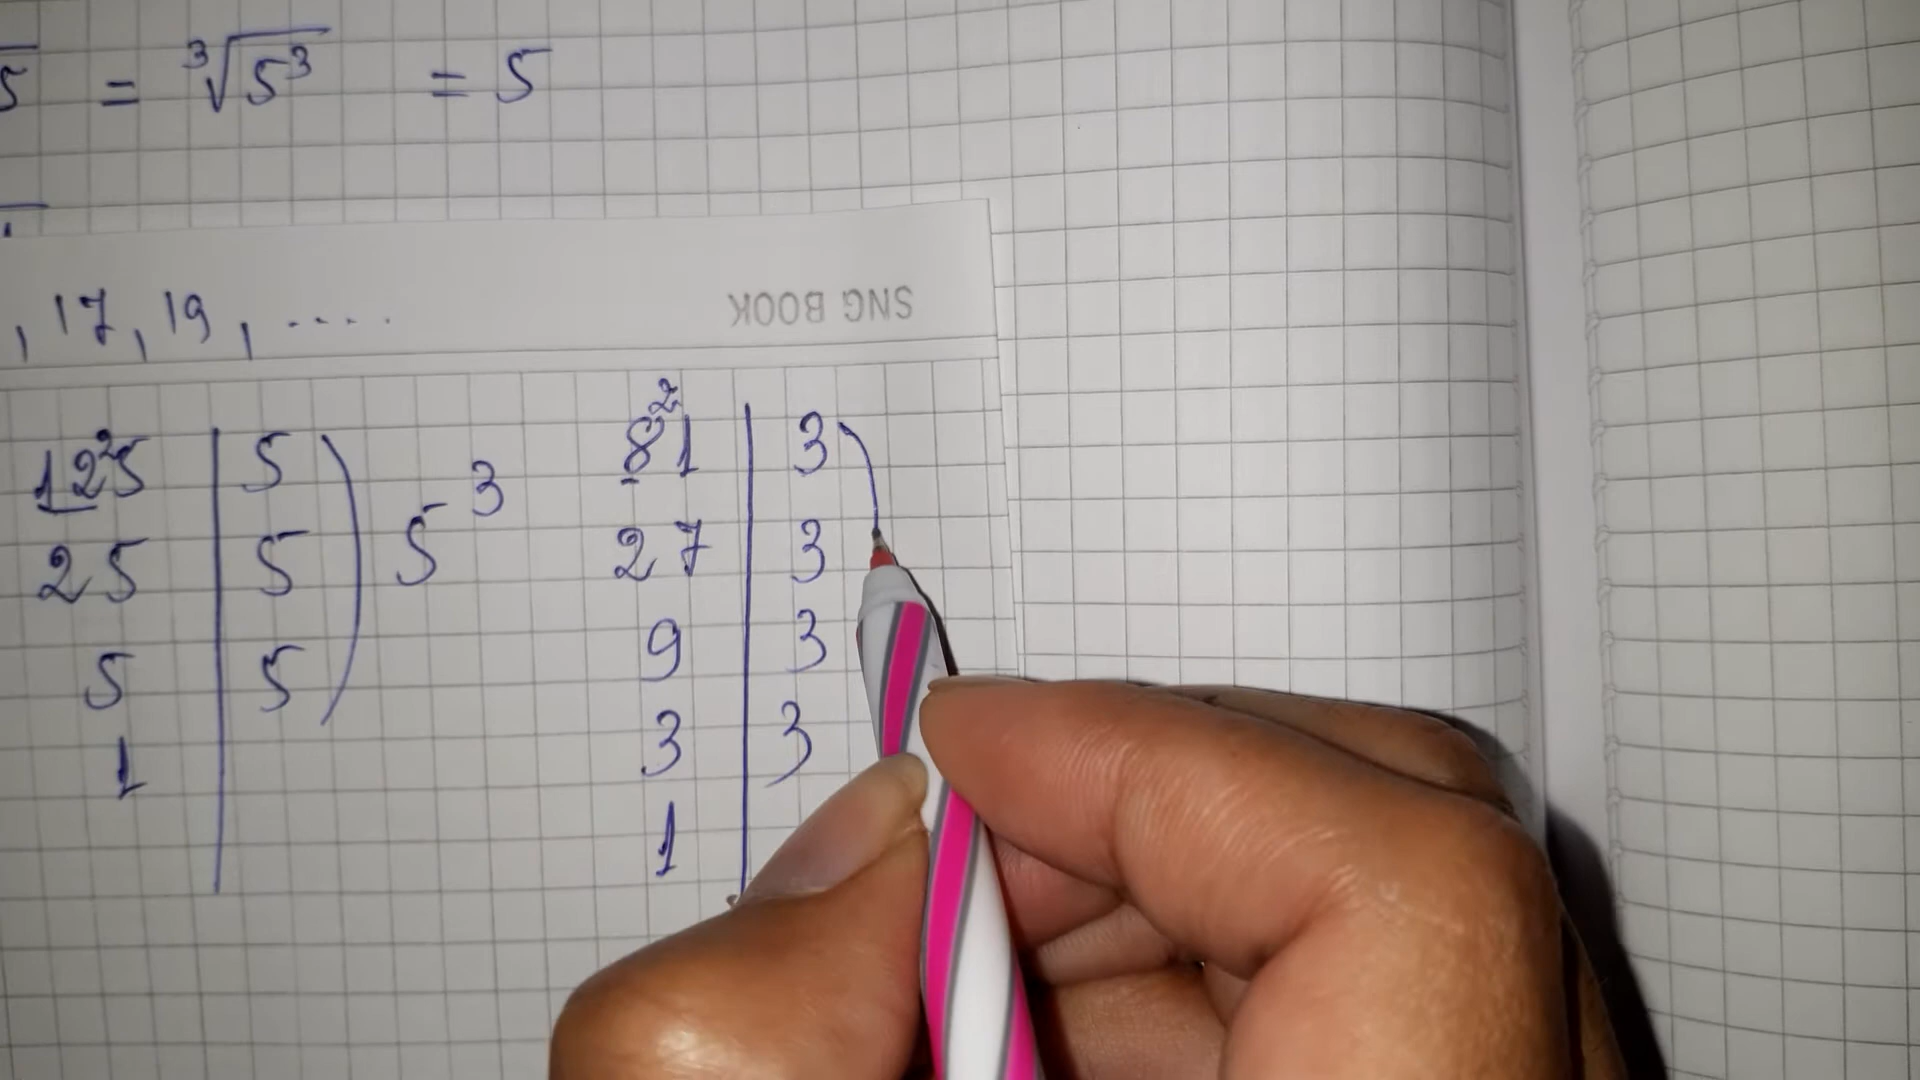 5 = ∛5³ = 5
, 17, 19, ....
SNG BOOK
125 | 5
25 | 5
5 | 5
1
5³
81 | 3
27 | 3
9 | 3
3 | 3
1